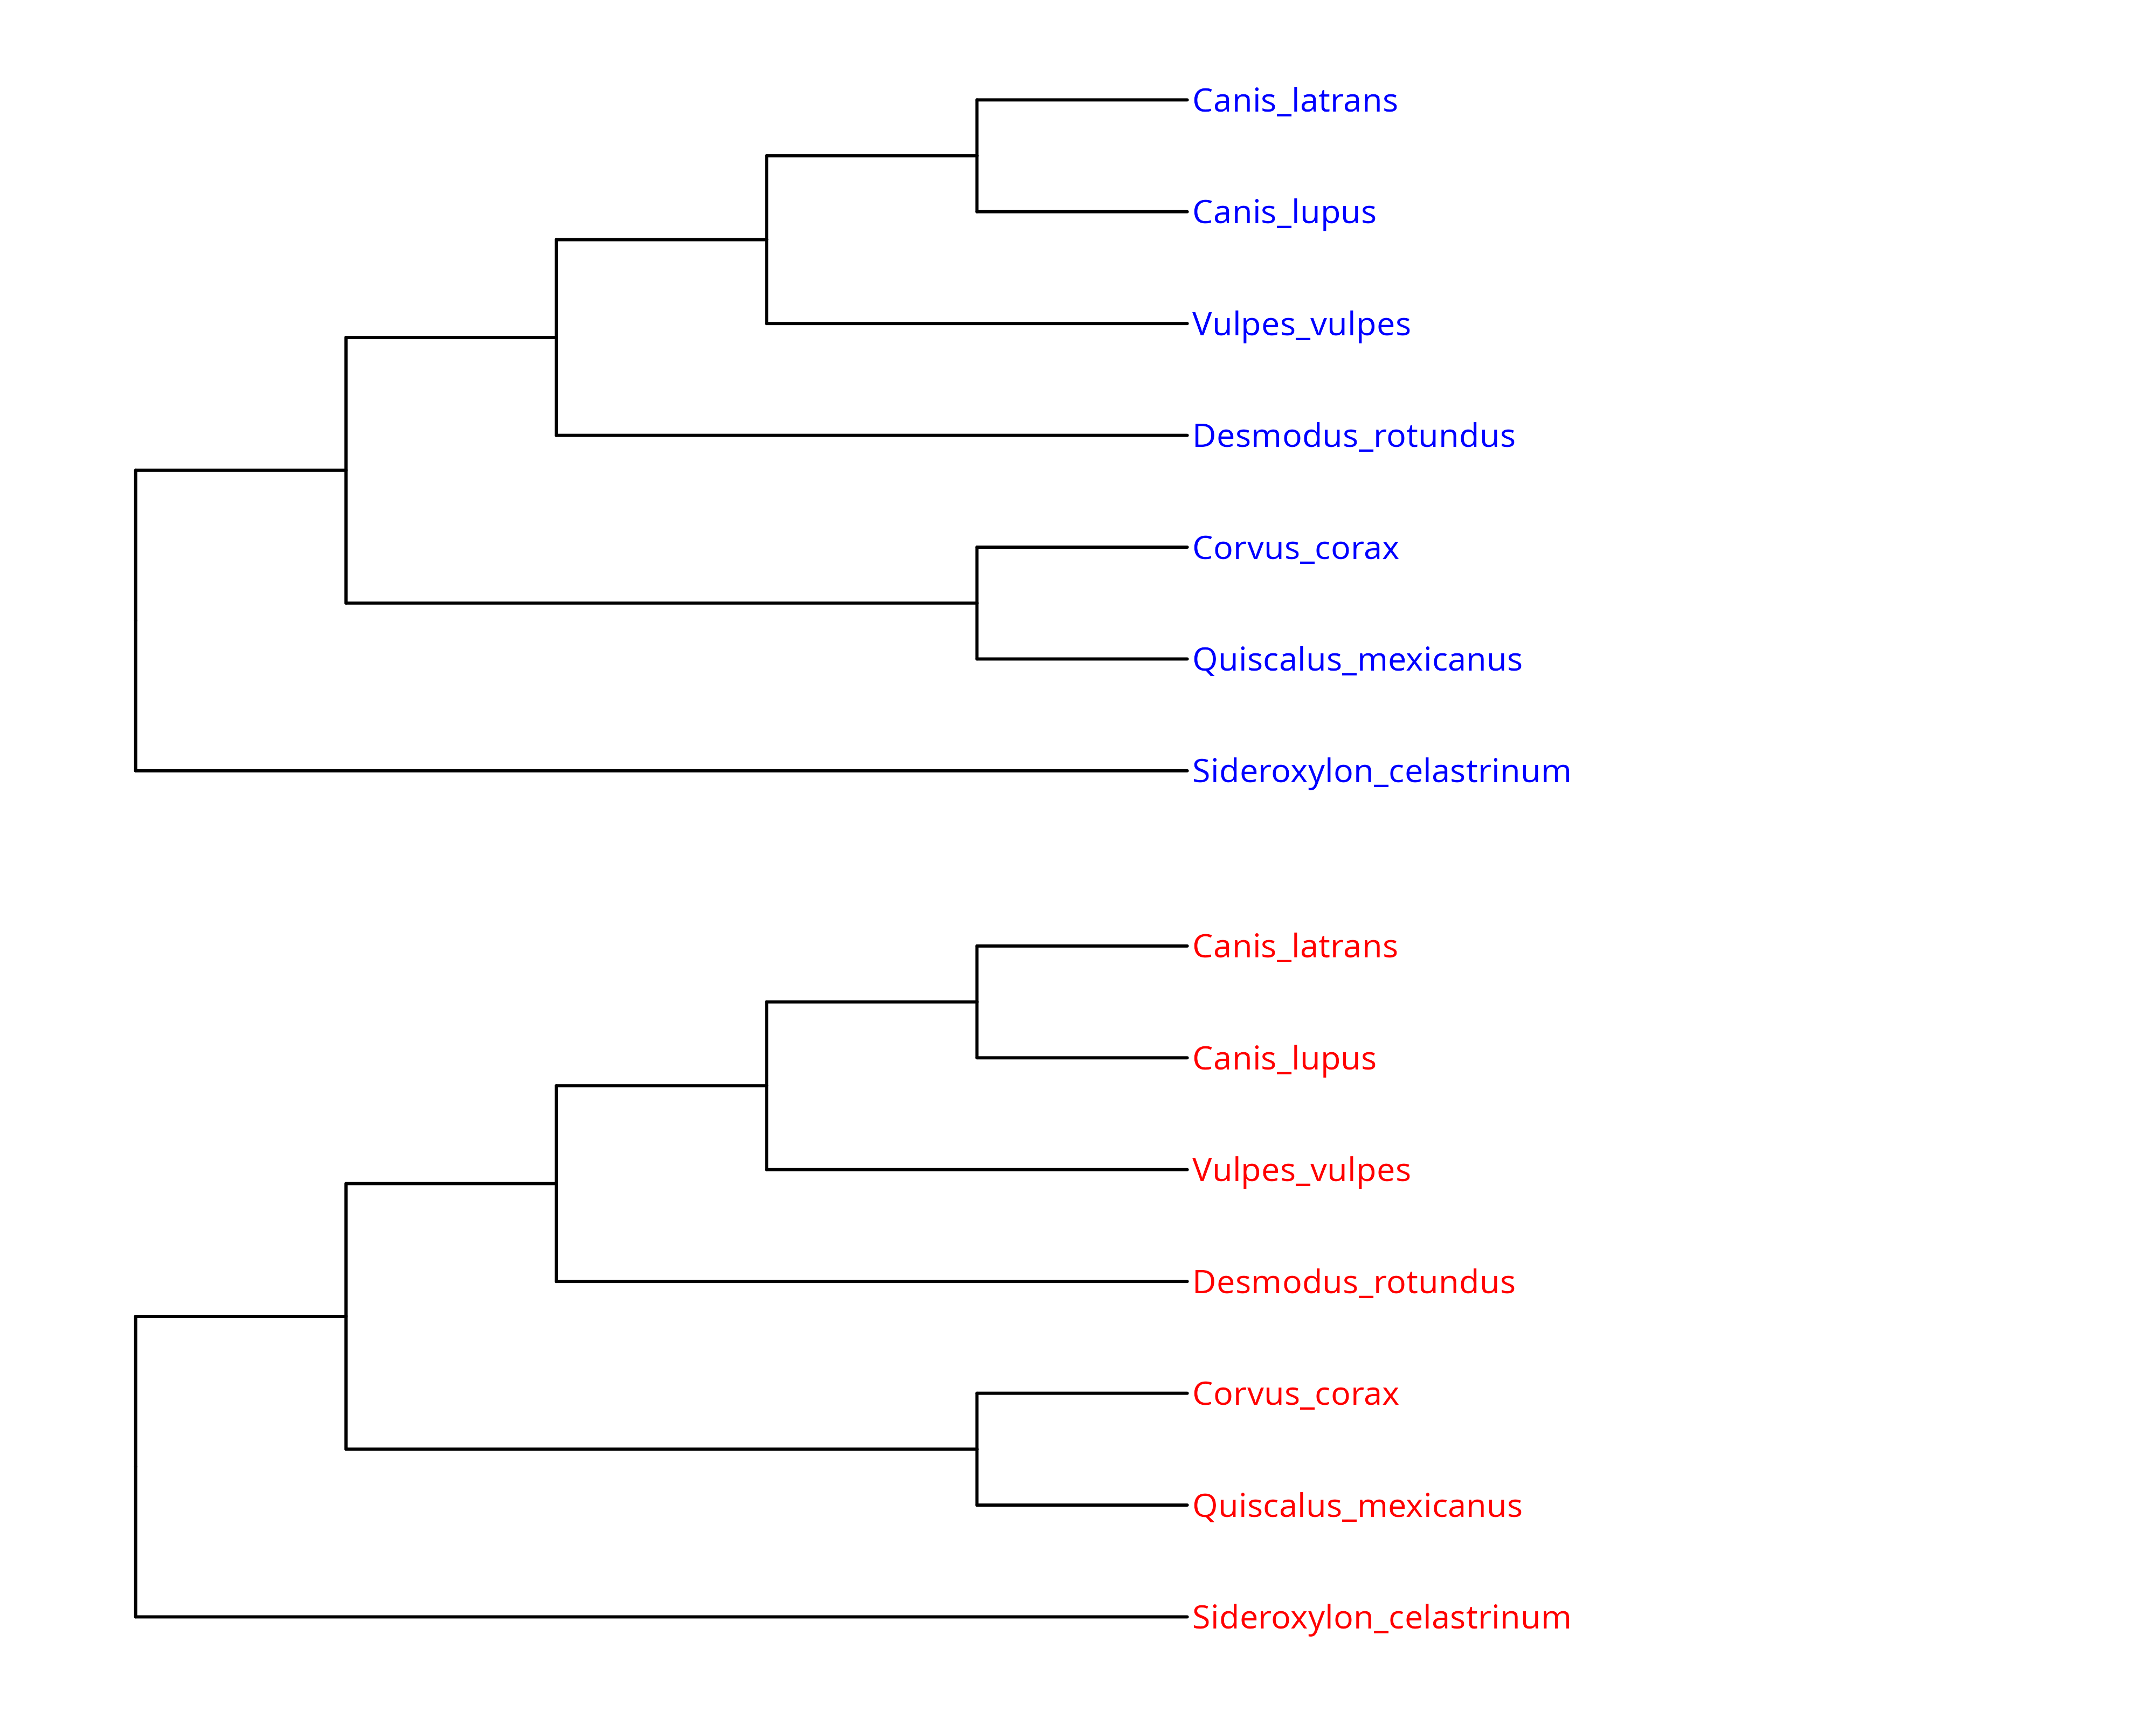 Canis_latrans
Canis_lupus
Vulpes_vulpes
Desmodus_rotundus
Corvus_corax
Quiscalus_mexicanus
Sideroxylon_celastrinum
Canis_latrans
Canis_lupus
Vulpes_vulpes
Desmodus_rotundus
Corvus_corax
Quiscalus_mexicanus
Sideroxylon_celastrinum